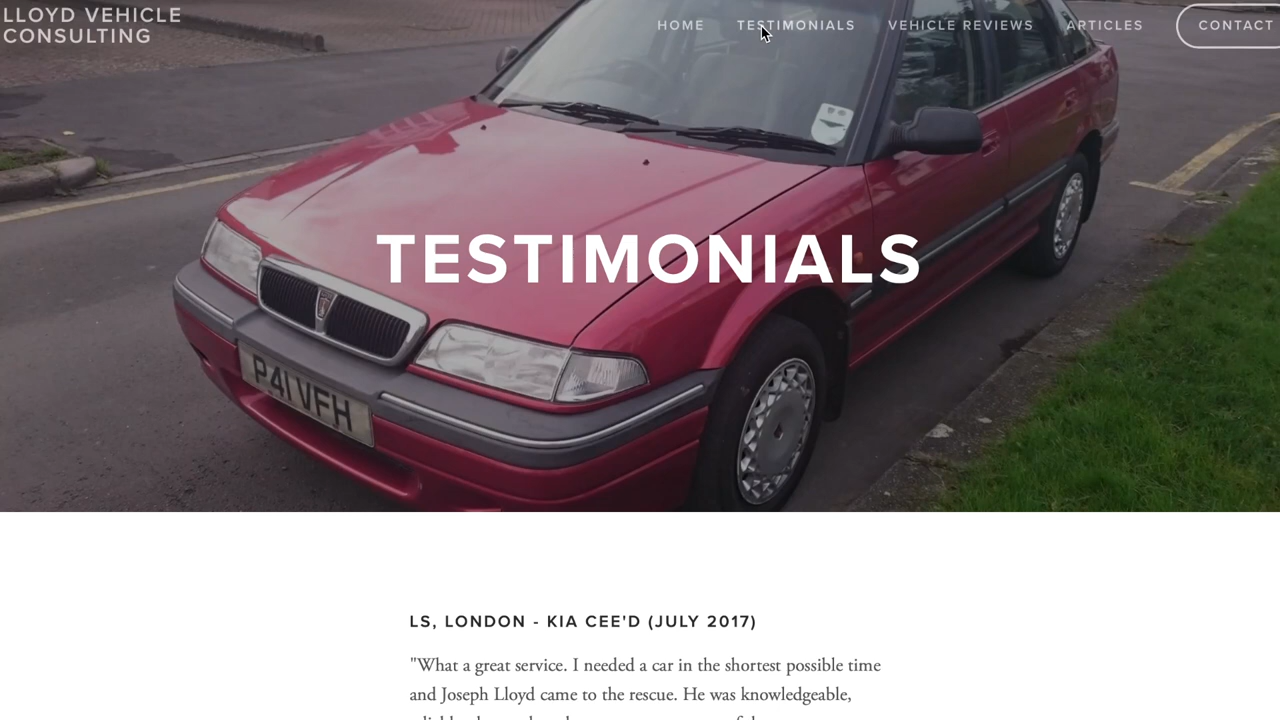 LLOYD VEHICLE
CONSULTING
HOME TESTIMONIALS VEHICLE REVIEWS ARTICLES CONTACT
TESTIMONIALS
P41 VFH
LS, LONDON - KIA CEE'D (JULY 2017)
"What a great service. I needed a car in the shortest possible time
and Joseph Lloyd came to the rescue. He was knowledgeable,